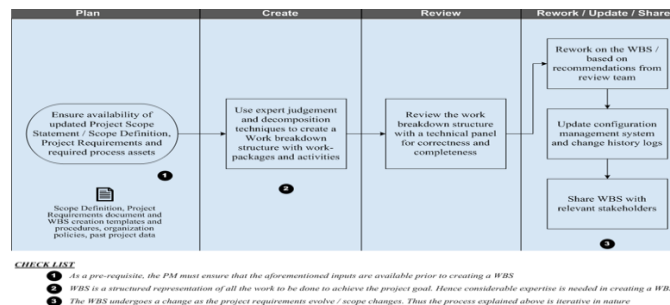 Plan
Create
Review
Rework / Update / Share
Ensure availability of
updated Project Scope
Statement / Scope Definition,
Project Requirements and
required process assets
1
Scope Definition, Project
Requirements document and
WBS creation templates and
procedures, organization
policies, past project data
Use expert judgement
and decomposition
techniques to create a
Work breakdown
structure with work-
packages and activities
2
Review the work
breakdown structure
with a technical panel
for correctness and
completeness
Rework on the WBS /
based on
recommendations from
review team
Update configuration
management system
and change history logs
Share WBS with
relevant stakeholders
3
CHECK LIST
1 As a pre-requisite, the PM must ensure that the aforementioned inputs are available prior to creating a WBS
2 WBS is a structured representation of all the work to be done to achieve the project goal. Hence considerable expertise is needed in creating a WB
3 The WBS undergoes a change as the project requirements evolve / scope changes. Thus the process explained above is iterative in nature